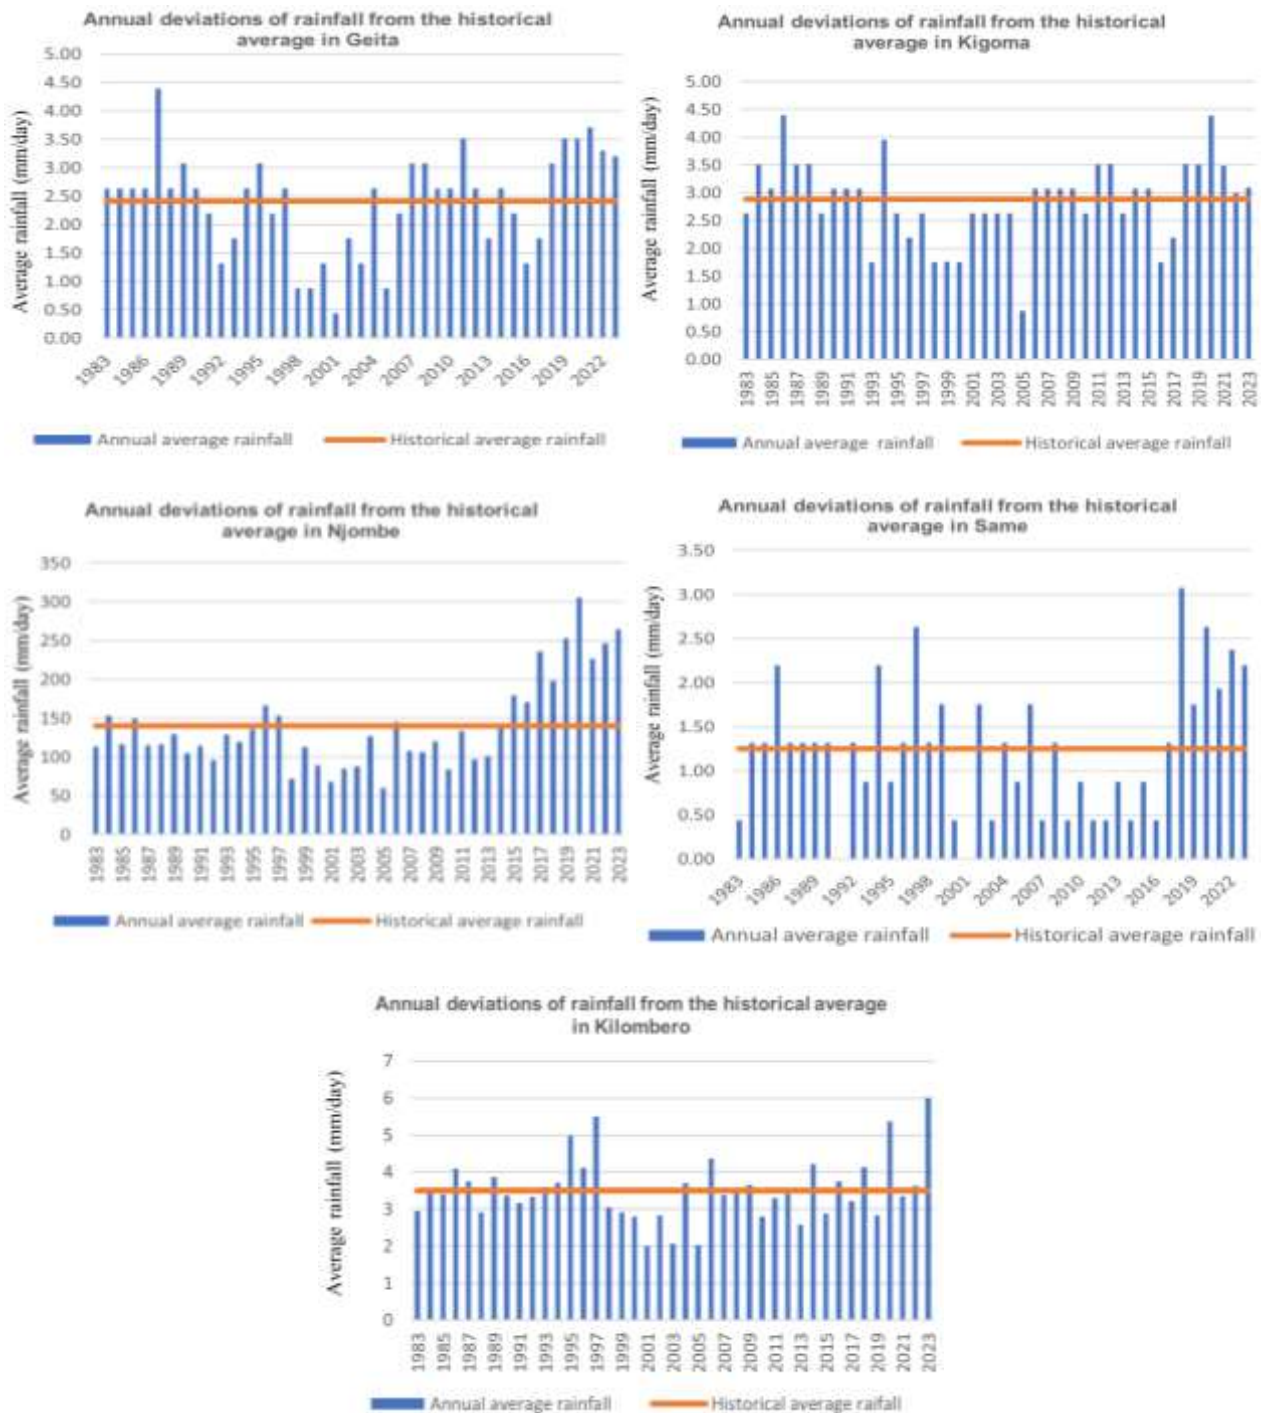 Annual deviations of rainfall from the historical
average in Geita
Average rainfall (mm/day)
5.00
4.50
4.00
3.50
3.00
2.50
2.00
1.50
1.00
0.50
0.00
1983 1986 1989 1992 1995 1998 2001 2004 2007 2010 2013 2016 2019 2022
Annual average rainfall Historical average rainfall
Annual deviations of rainfall from the historical
average in Kigoma
Average rainfall (mm/day)
5.00
4.50
4.00
3.50
3.00
2.50
2.00
1.50
1.00
0.50
0.00
1983 1985 1987 1989 1991 1993 1995 1997 1999 2001 2003 2005 2007 2009 2011 2013 2015 2017 2019 2021 2023
Annual average rainfall Historical average rainfall
Annual deviations of rainfall from the historical
average in Njombe
Average rainfall (mm/day)
350
300
250
200
150
100
50
0
1983 1985 1987 1989 1991 1993 1995 1997 1999 2001 2003 2005 2007 2009 2011 2013 2015 2017 2019 2021 2023
Annual average rainfall Historical average rainfall
Annual deviations of rainfall from the historical
average in Same
Average rainfall (mm/day)
3.50
3.00
2.50
2.00
1.50
1.00
0.50
0.00
1983 1986 1989 1992 1995 1998 2001 2004 2007 2010 2013 2016 2019 2022
Annual average rainfall Historical average rainfall
Annual deviations of rainfall from the historical average
in Kilombero
Average rainfall (mm/day)
7
6
5
4
3
2
1
0
1983 1985 1987 1989 1991 1993 1995 1997 1999 2001 2003 2005 2007 2009 2011 2013 2015 2017 2019 2021 2023
Annual average rainfall Historical average raifall